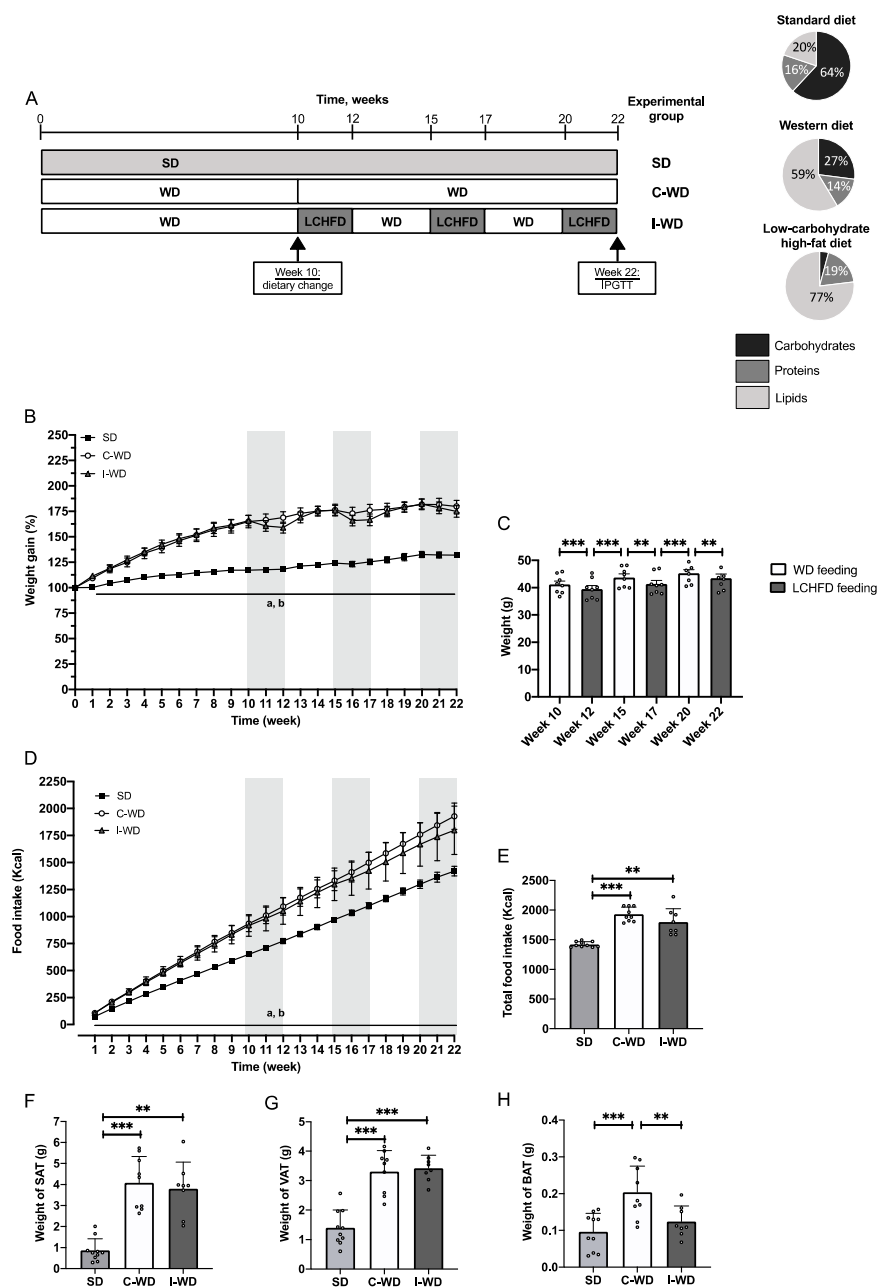 Standard diet
20%
16%
64%
A
Time, weeks
Experimental
group
0
10
12
15
17
20
22
SD
SD
WD
WD
C-WD
WD
LCHFD
WD
LCHFD
WD
LCHFD
I-WD
Week 10:
dietary change
Week 22:
IPGTT
Western diet
27%
59%
14%
Low-carbohydrate
high-fat diet
19%
77%
Carbohydrates
Proteins
Lipids
B
SD
C-WD
I-WD
Weight gain (%)
250
225
200
175
150
125
100
75
50
25
0
a, b
0 1 2 3 4 5 6 7 8 9 10 11 12 13 14 15 16 17 18 19 20 21 22
Time (week)
C
*** *** ** *** **
Weight (g)
60
40
20
0
Week 10
Week 12
Week 15
Week 17
Week 20
Week 22
WD feeding
LCHFD feeding
D
SD
C-WD
I-WD
Food intake (Kcal)
2250
2000
1750
1500
1250
1000
750
500
250
0
a, b
1 2 3 4 5 6 7 8 9 10 11 12 13 14 15 16 17 18 19 20 21 22
Time (week)
E
**
***
Total food intake (Kcal)
2500
2000
1500
1000
500
0
SD C-WD I-WD
F
**
***
Weight of SAT (g)
7
6
5
4
3
2
1
0
SD C-WD I-WD
G
***
***
Weight of VAT (g)
5
4
3
2
1
0
SD C-WD I-WD
H
*** **
Weight of BAT (g)
0.4
0.3
0.2
0.1
0.0
SD C-WD I-WD